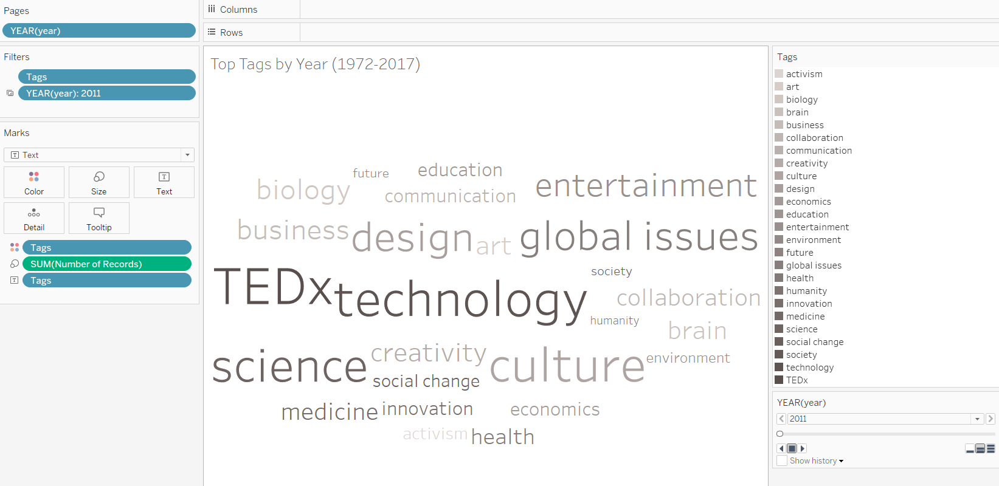 Pages
YEAR(year)
Filters
Tags
YEAR(year): 2011
Marks
Text
Color
Size
Text
Detail
Tooltip
Tags
SUM(Number of Records)
Tags
Columns
Rows
Top Tags by Year (1972-2017)
future
education
biology
communication
entertainment
business
design
art
global issues
TEDx
technology
society
collaboration
humanity
brain
science
creativity
culture
environment
social change
medicine
innovation
economics
activism
health
Tags
activism
art
biology
brain
business
collaboration
communication
creativity
culture
design
economics
education
entertainment
environment
future
global issues
health
humanity
innovation
medicine
science
social change
society
technology
TEDx
YEAR(year)
2011
Show history